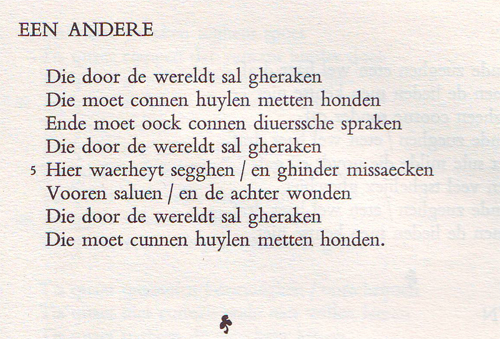 EEN ANDERE
Die door de wereldt sal gheraken
Die moet connen huylen metten honden
Ende moet oock connen diuerssche spraken
Die door de wereldt sal gheraken
5 Hier waerheyt segghen / en ghinder missaecken
Vooren saluen / en de achter wonden
Die door de wereldt sal gheraken
Die moet cunnen huylen metten honden.